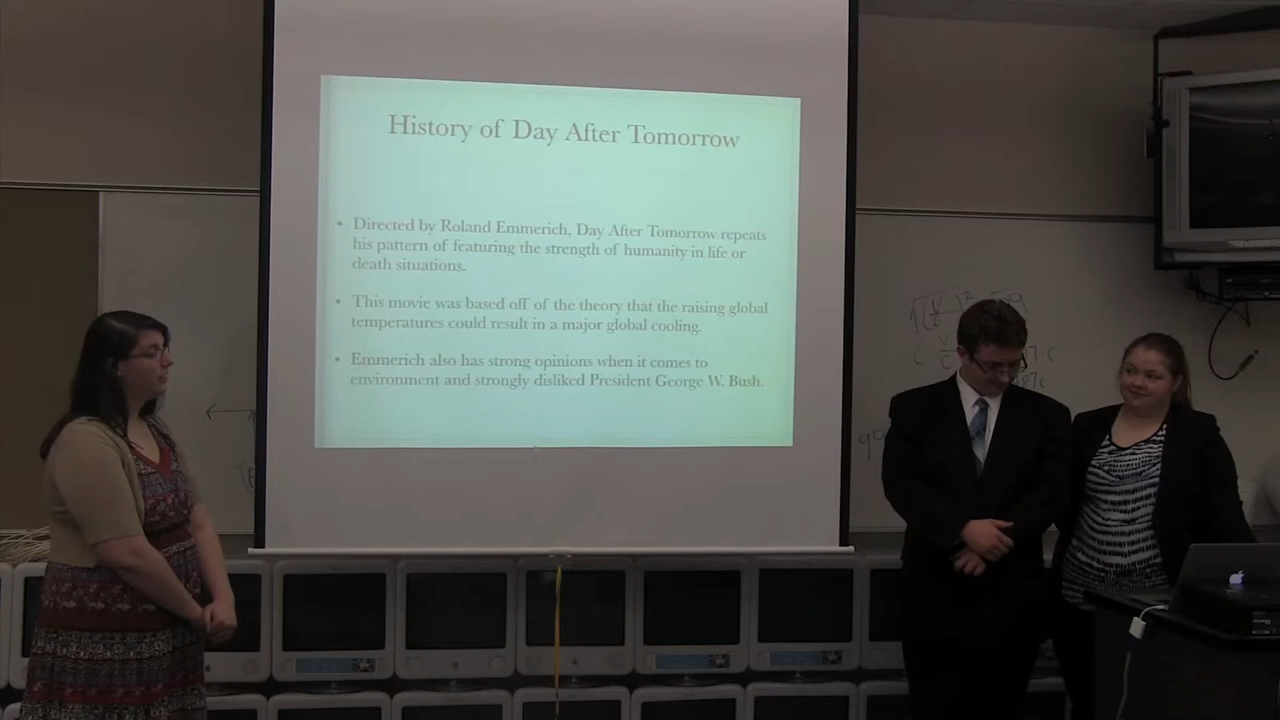 History of Day After Tomorrow
• Directed by Roland Emmerich, Day After Tomorrow repeats
his pattern of featuring the strength of humanity in life or
death situations.
• This movie was based off of the theory that the raising global
temperatures could result in a major global cooling.
• Emmerich also has strong opinions when it comes to
environment and strongly disliked President George W. Bush.